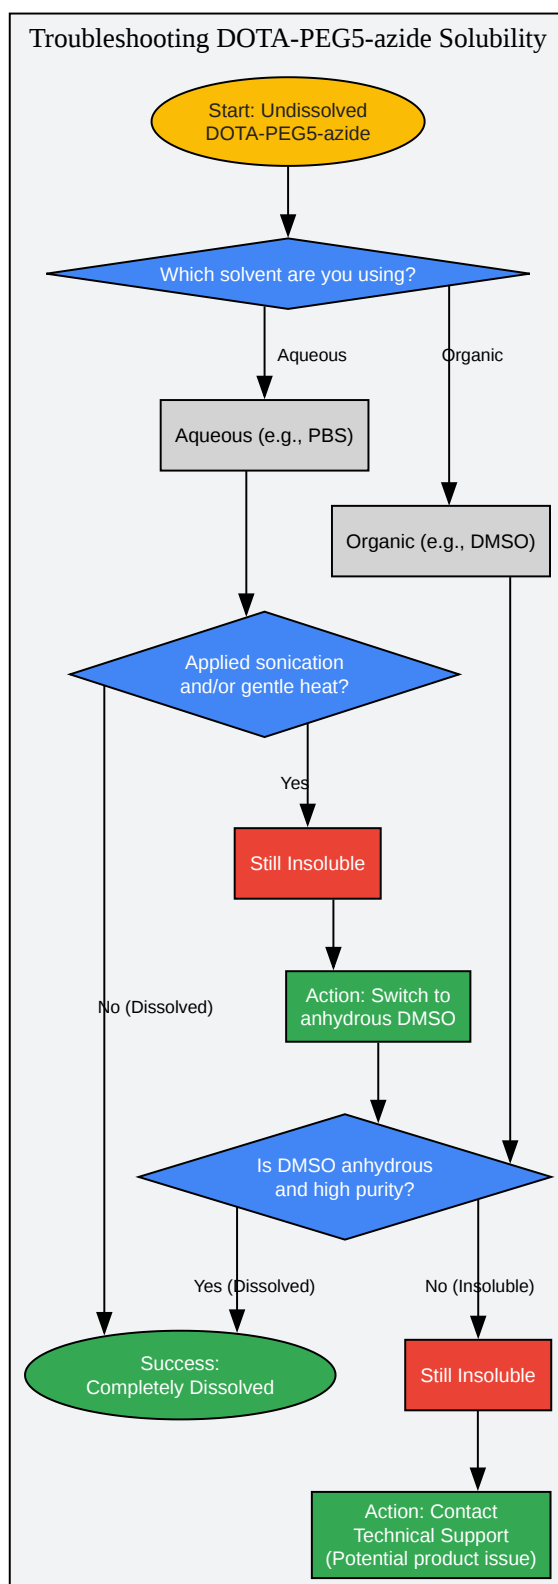 Troubleshooting DOTA-PEG5-azide Solubility
Start: Undissolved
DOTA-PEG5-azide
Which solvent are you using?
Aqueous
Organic
Aqueous (e.g., PBS)
Organic (e.g., DMSO)
Applied sonication
and/or gentle heat?
Yes
Still Insoluble
Action: Switch to
anhydrous DMSO
No (Dissolved)
Is DMSO anhydrous
and high purity?
Yes (Dissolved)
No (Insoluble)
Success:
Completely Dissolved
Still Insoluble
Action: Contact
Technical Support
(Potential product issue)